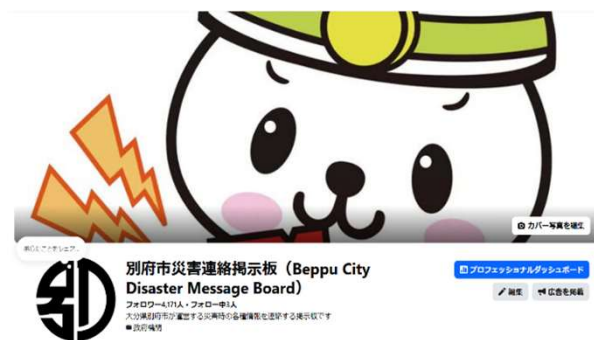 カバー写真を編集
別府市災害連絡掲示板（Beppu City
Disaster Message Board）
フォロワー4,171人・フォロー中3人
大分県別府市が運営する災害時の各種情報を連絡する掲示板です
政府機関
プロフェッショナルダッシュボード
編集
広告を掲載